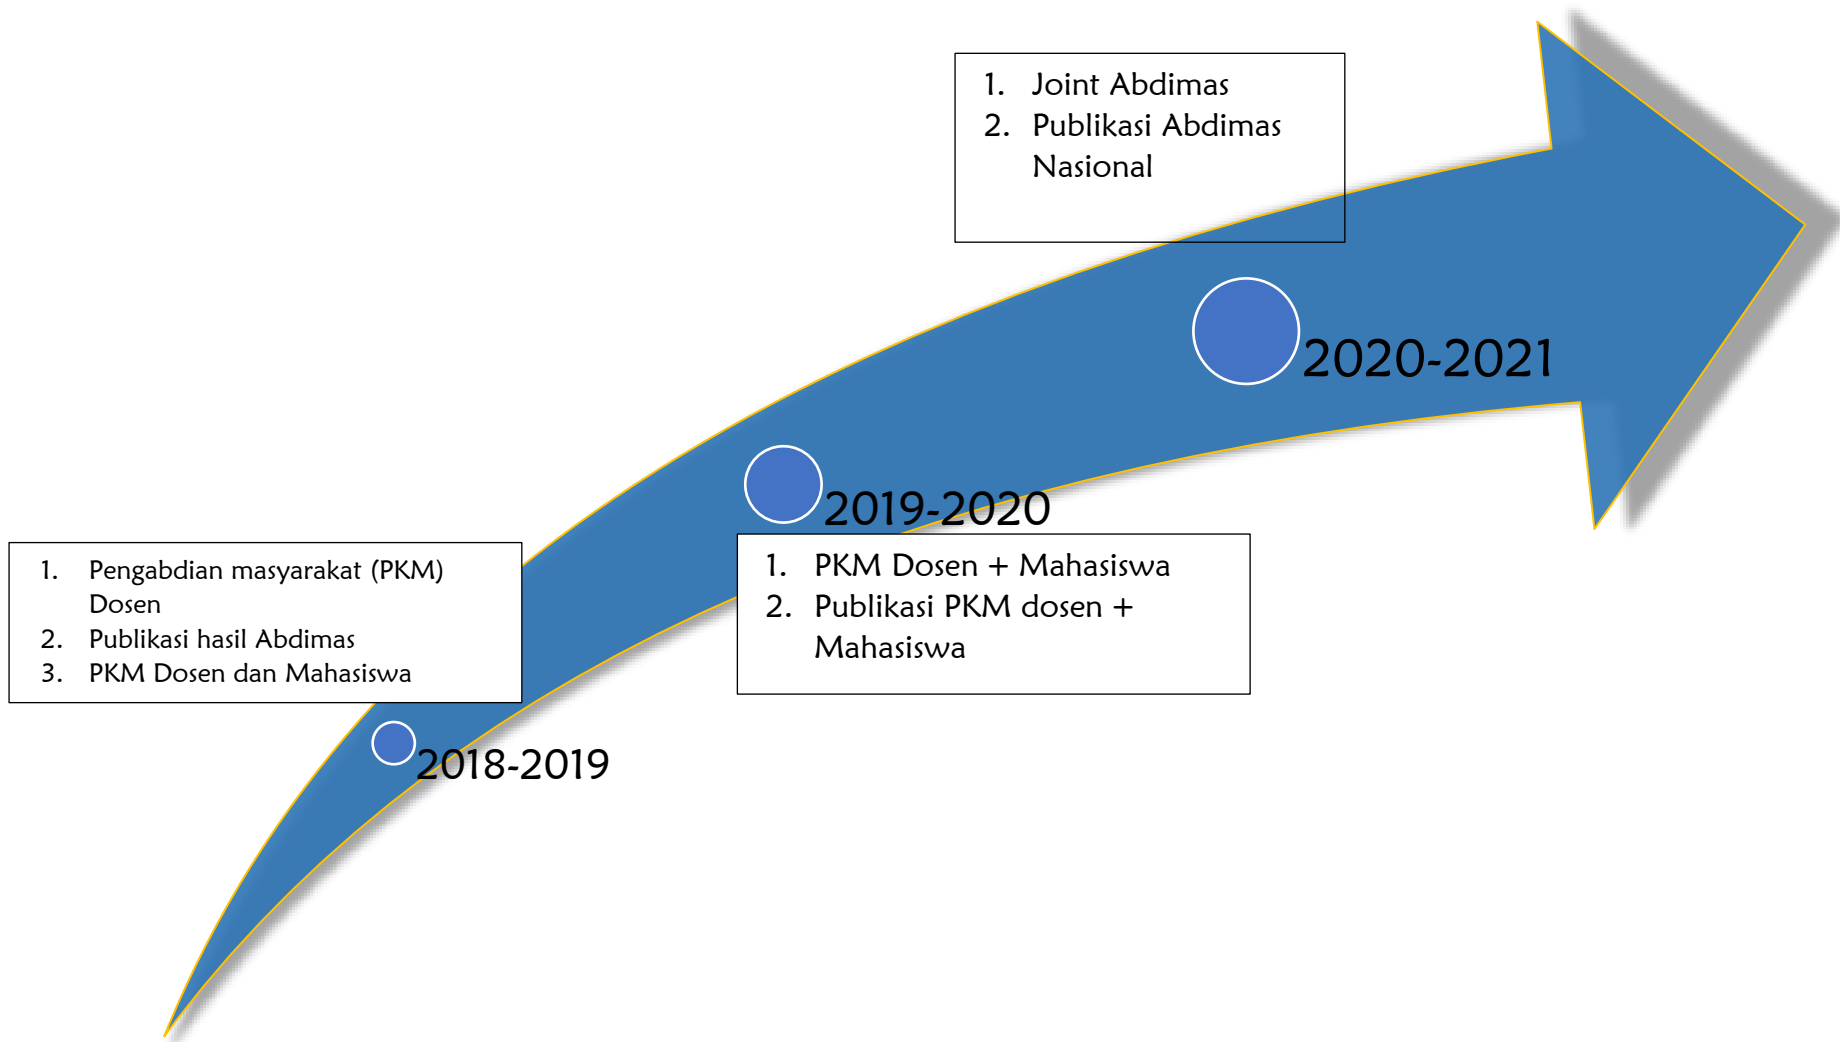 1. Joint Abdimas
2. Publikasi Abdimas
Nasional
2020-2021
2019-2020
1. PKM Dosen + Mahasiswa
2. Publikasi PKM dosen +
Mahasiswa
1. Pengabdian masyarakat (PKM)
Dosen
2. Publikasi hasil Abdimas
3. PKM Dosen dan Mahasiswa
2018-2019